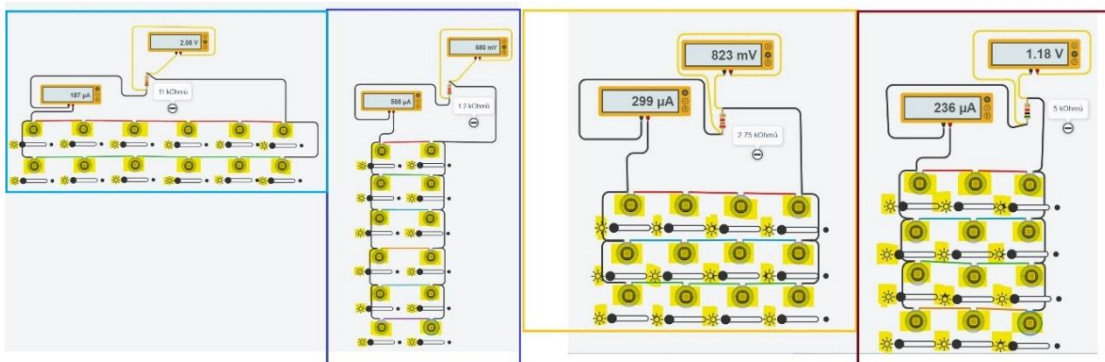 2.06 V
187 µA
11 kOhmů
680 mV
568 µA
1.2 kOhmů
823 mV
299 µA
2.75 kOhmů
1.18 V
236 µA
5 kOhmů